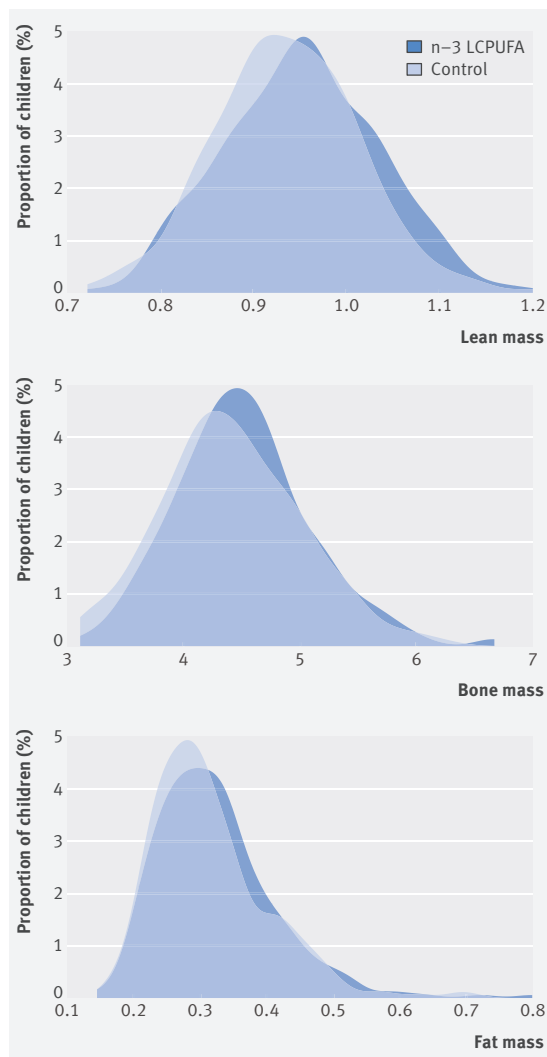 Proportion of children (%)
5
4
3
2
1
0
n–3 LCPUFA
Control
0.7 0.8 0.9 1.0 1.1 1.2
Lean mass
Proportion of children (%)
5
4
3
2
1
0
3 4 5 6 7
Bone mass
Proportion of children (%)
5
4
3
2
1
0
0.1 0.2 0.3 0.4 0.5 0.6 0.7 0.8
Fat mass